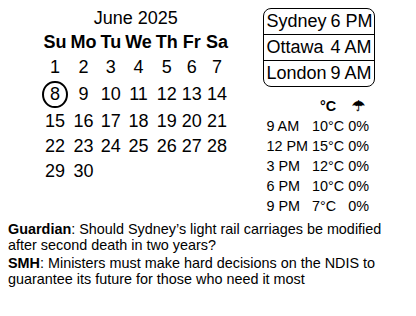 June 2025
Su Mo Tu We Th Fr Sa
1 2 3 4 5 6 7
8 9 10 11 12 13 14
15 16 17 18 19 20 21
22 23 24 25 26 27 28
29 30
Sydney 6 PM
Ottawa 4 AM
London 9 AM
°C ☂
9 AM 10°C 0%
12 PM 15°C 0%
3 PM 12°C 0%
6 PM 10°C 0%
9 PM 7°C 0%
Guardian: Should Sydney’s light rail carriages be modified
after second death in two years?
SMH: Ministers must make hard decisions on the NDIS to
guarantee its future for those who need it most